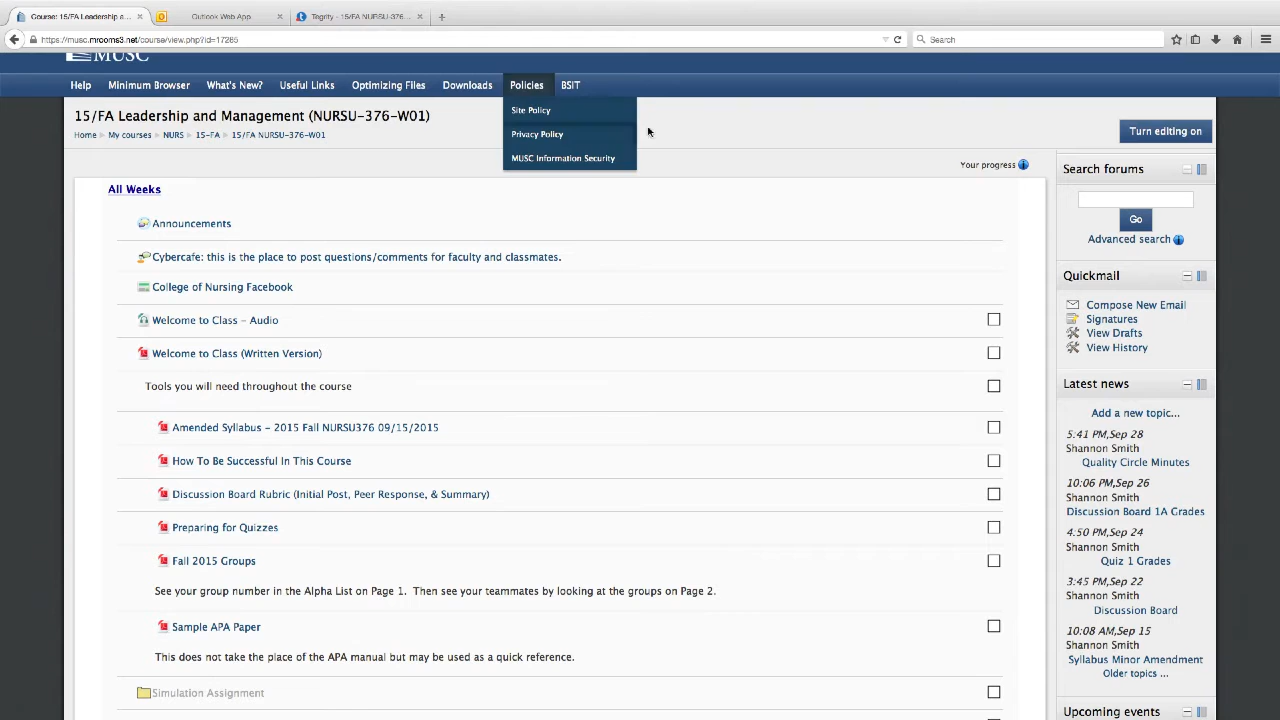 Course: 15/FA Leadership a...
Outlook Web App
Tegrity - 15/FA NURSU-376...
https://musc.mrooms3.net/course/view.php?id=17285
Search
MUSC
Help Minimum Browser What's New? Useful Links Optimizing Files Downloads Policies BSIT
Site Policy
Privacy Policy
MUSC Information Security
15/FA Leadership and Management (NURSU-376-W01)
Home My courses NURS 15-FA 15/FA NURSU-376-W01
Turn editing on
Your progress
All Weeks
Announcements
Cybercafe: this is the place to post questions/comments for faculty and classmates.
College of Nursing Facebook
Welcome to Class – Audio
Welcome to Class (Written Version)
Tools you will need throughout the course
Amended Syllabus – 2015 Fall NURSU376 09/15/2015
How To Be Successful In This Course
Discussion Board Rubric (Initial Post, Peer Response, & Summary)
Preparing for Quizzes
Fall 2015 Groups
See your group number in the Alpha List on Page 1. Then see your teammates by looking at the groups on Page 2.
Sample APA Paper
This does not take the place of the APA manual but may be used as a quick reference.
Simulation Assignment
Search forums
Go
Advanced search
Quickmail
Compose New Email
Signatures
View Drafts
View History
Latest news
Add a new topic...
5:41 PM,Sep 28
Shannon Smith
Quality Circle Minutes
10:06 PM,Sep 26
Shannon Smith
Discussion Board 1A Grades
4:50 PM,Sep 24
Shannon Smith
Quiz 1 Grades
3:45 PM,Sep 22
Shannon Smith
Discussion Board
10:08 AM,Sep 15
Shannon Smith
Syllabus Minor Amendment
Older topics ...
Upcoming events